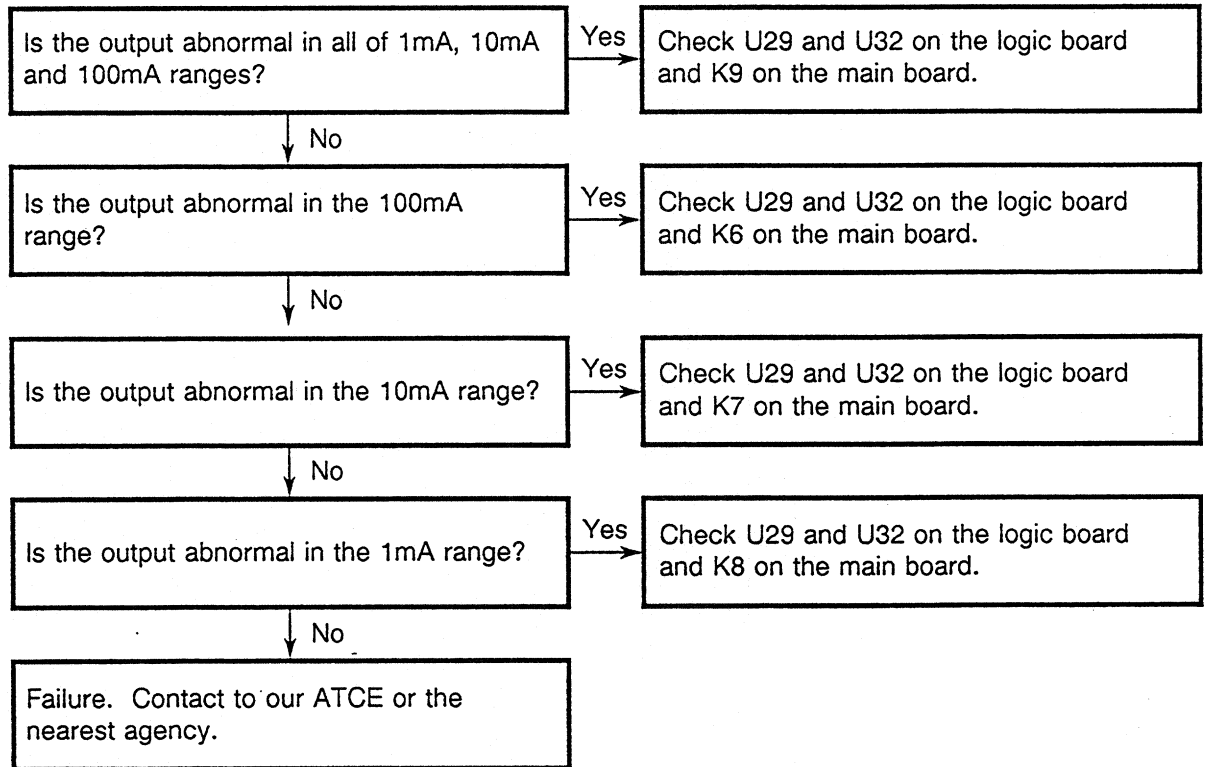 Is the output abnormal in all of 1mA, 10mA
and 100mA ranges?
Yes
Check U29 and U32 on the logic board
and K9 on the main board.
No
Is the output abnormal in the 100mA
range?
Yes
Check U29 and U32 on the logic board
and K6 on the main board.
No
Is the output abnormal in the 10mA range?
Yes
Check U29 and U32 on the logic board
and K7 on the main board.
No
Is the output abnormal in the 1mA range?
Yes
Check U29 and U32 on the logic board
and K8 on the main board.
No
Failure. Contact to our ATCE or the
nearest agency.